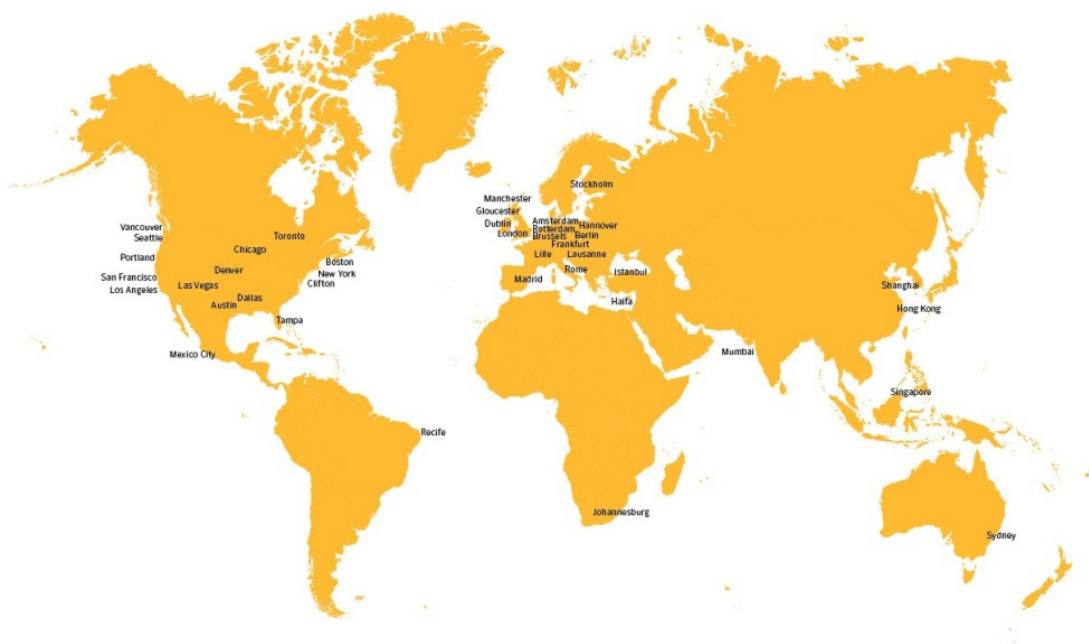 Stockholm
Manchester
Gloucester
Dublin
London
Amsterdam
Rotterdam
Brussels
Hannover
Berlin
Frankfurt
Lille
Lausanne
Rome
Madrid
Istanbul
Haifa
Vancouver
Seattle
Portland
San Francisco
Los Angeles
Las Vegas
Denver
Chicago
Toronto
Boston
New York
Clifton
Dallas
Austin
Tampa
Mexico City
Recife
Johannesburg
Mumbai
Shanghai
Hong Kong
Singapore
Sydney